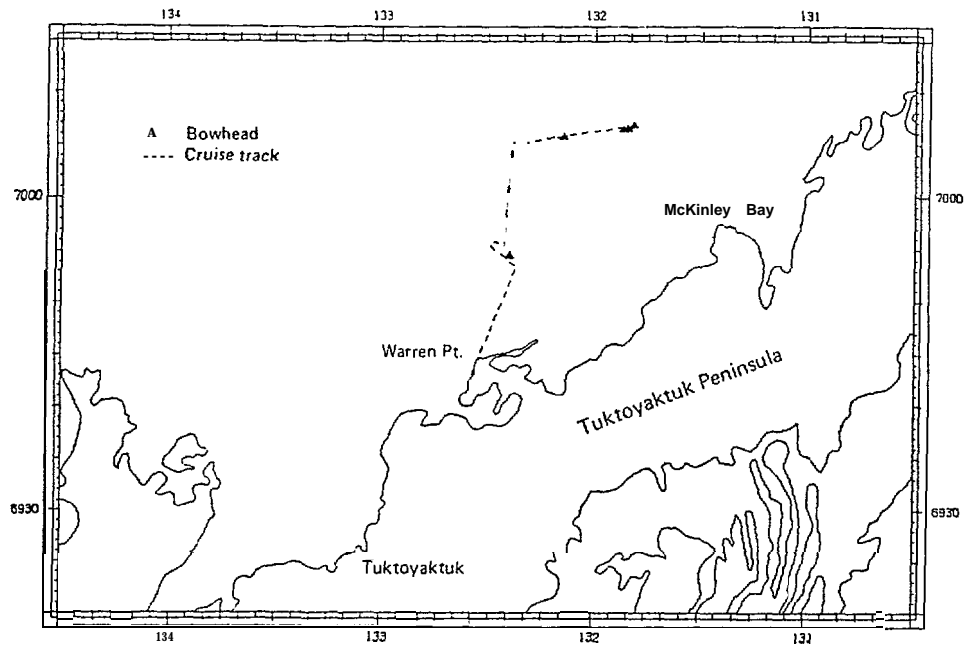 134 133 132 131
A Bowhead
---- Cruise track
7000 7000
McKinley Bay
Warren Pt.
Tuktoyaktuk Peninsula
6930 6930
Tuktoyaktuk
134 133 132 131